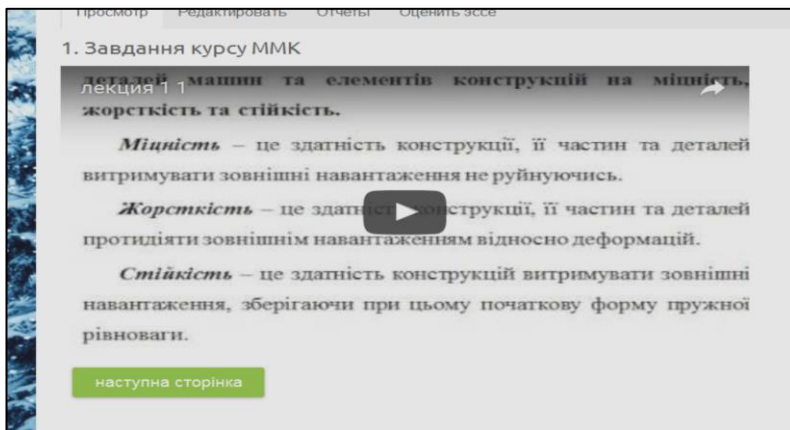 Просмотр Редактировать Отчеты Оценить эссе
1. Завдання курсу ММК
лекция 1 1
деталей машин та елементів конструкцій на міцність,
жорсткість та стійкість.
Міцність – це здатність конструкції, її частин та деталей
витримувати зовнішні навантаження не руйнуючись.
Жорсткість – це здатність конструкції, її частин та деталей
протидіяти зовнішнім навантаженням відносно деформацій.
Стійкість – це здатність конструкцій витримувати зовнішні
навантаження, зберігаючи при цьому початкову форму пружної
рівноваги.
наступна сторінка